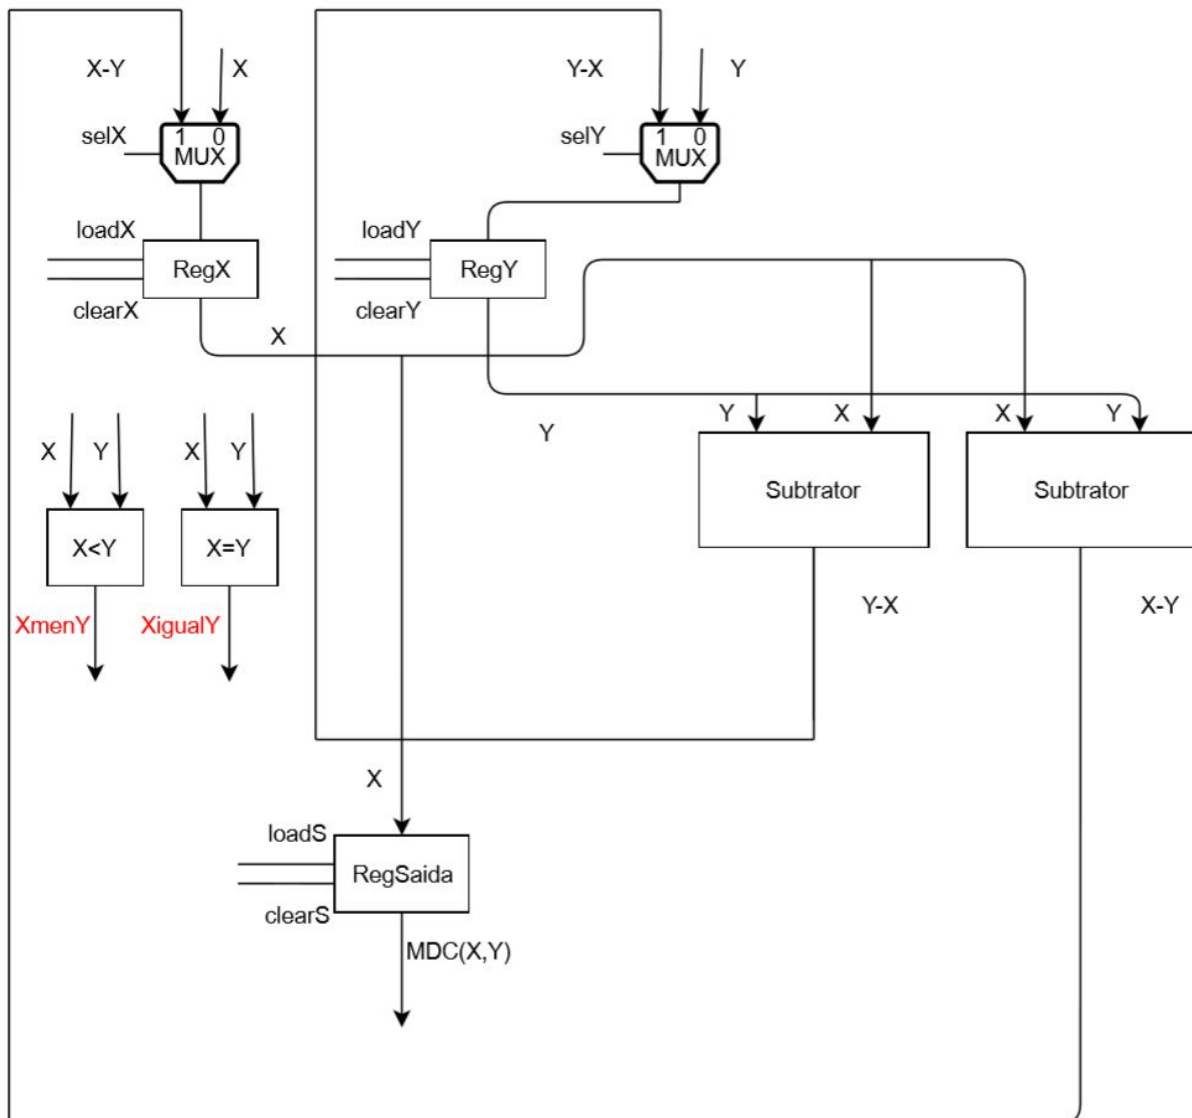 X-Y
X
Y-X
Y
selX
1 0
MUX
selY
1 0
MUX
loadX
RegX
clearX
loadY
RegY
clearY
X
Y
Y
X
X
Y
Subtrator
Subtrator
X
Y
X
Y
X<Y
X=Y
XmenY
XigualY
Y-X
X-Y
X
loadS
RegSaida
clearS
MDC(X,Y)